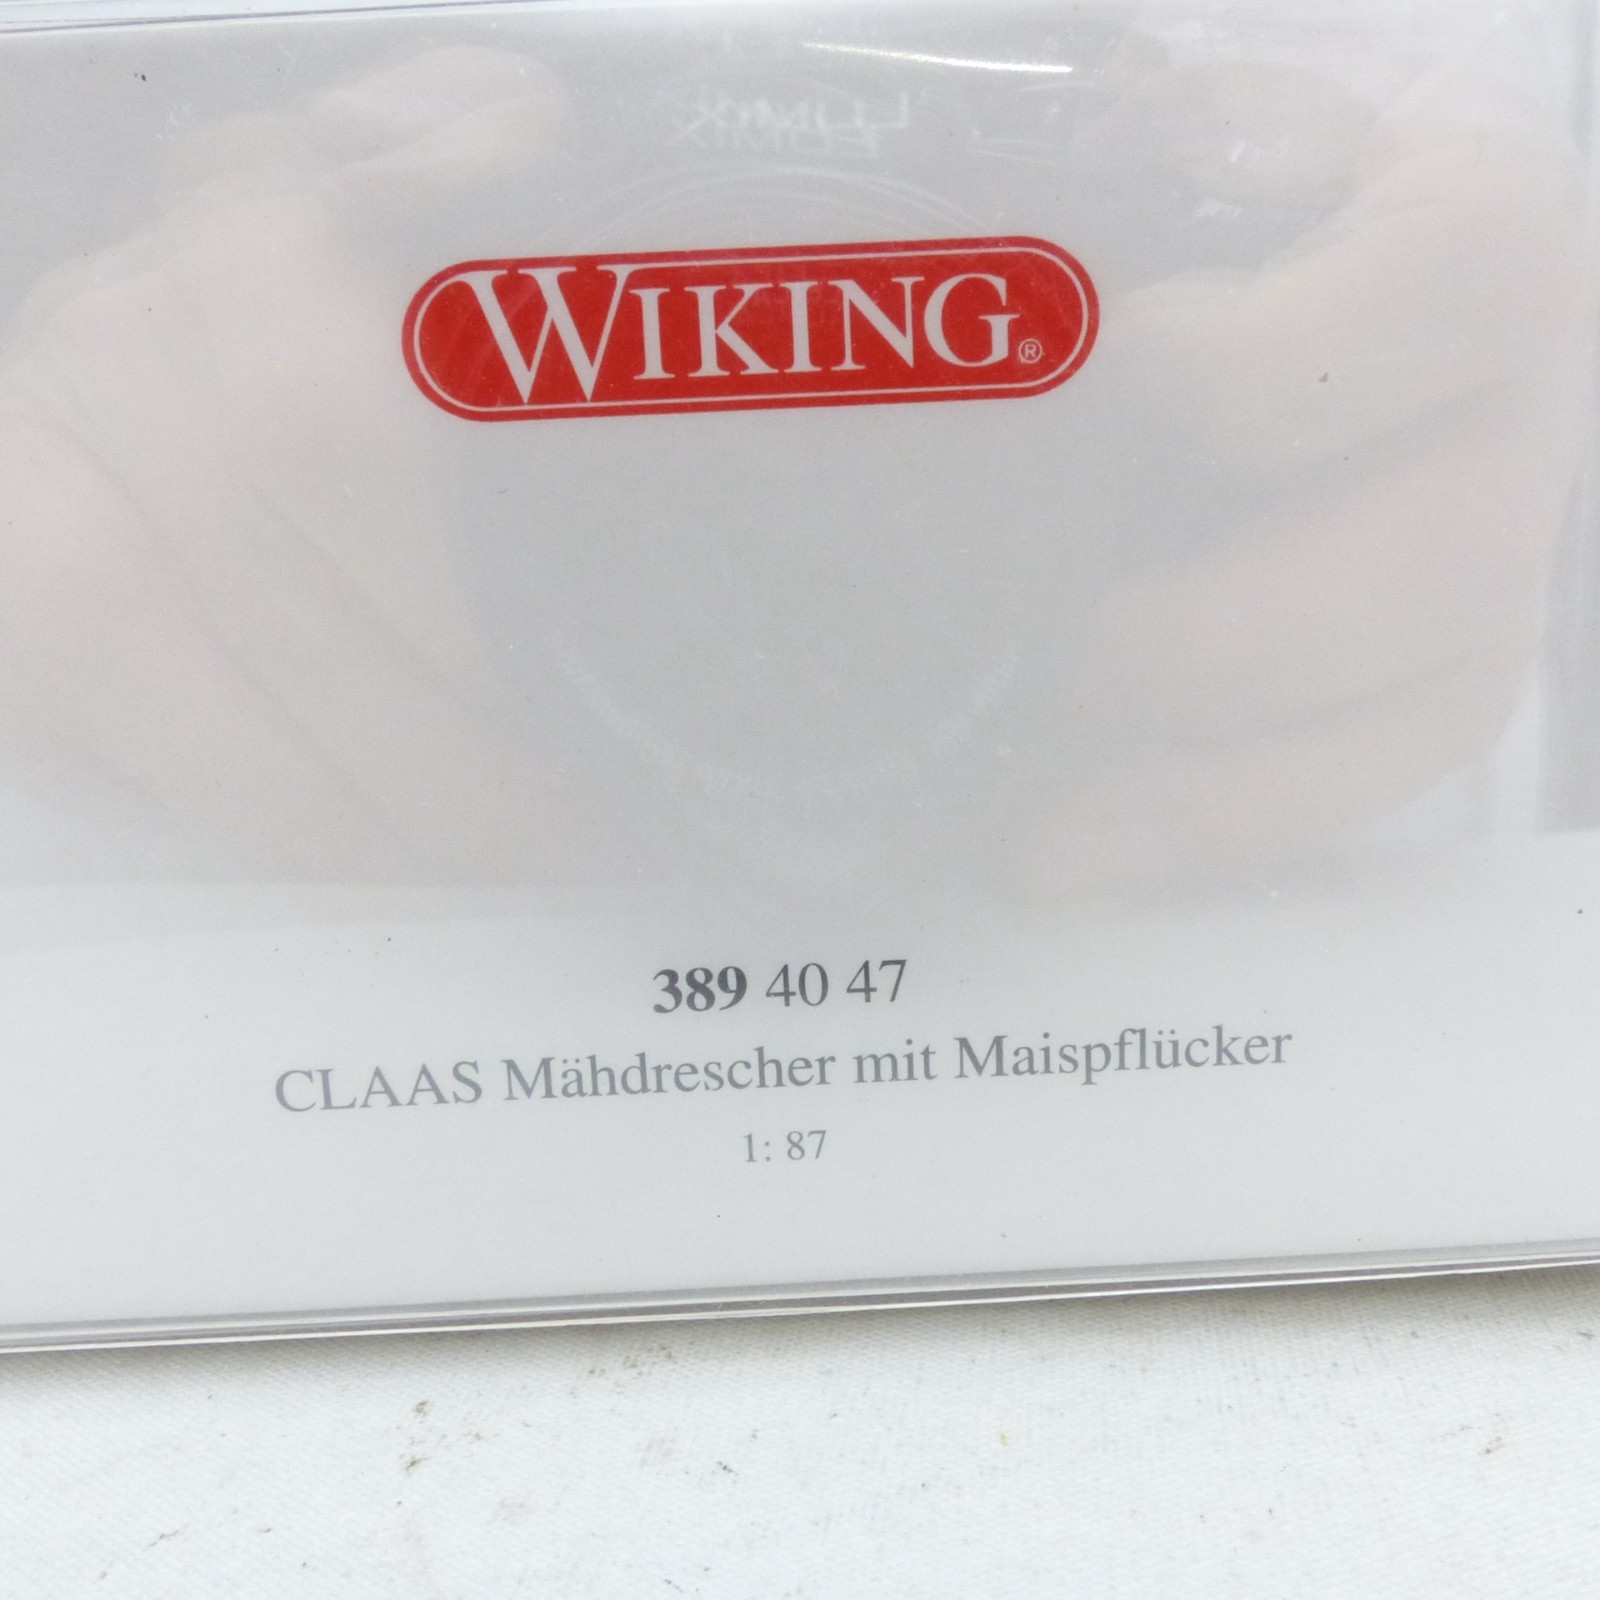 WIKING®
389 40 47
CLAAS Mähdrescher mit Maispflücker
1: 87